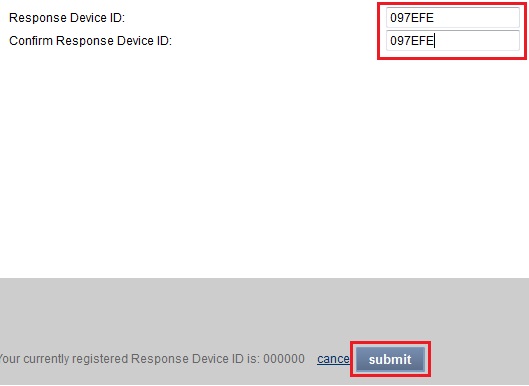 Response Device ID: 097EFE
Confirm Response Device ID: 097EFE
Your currently registered Response Device ID is: 000000 cance submit